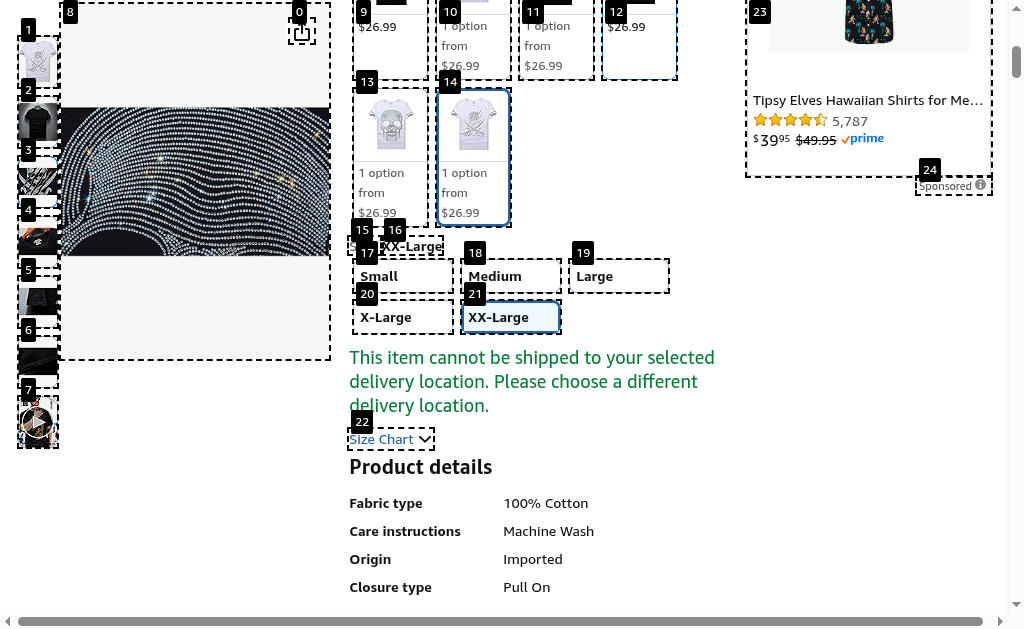 8
0
1
2
3
4
5
6
7
9
10
11
12
$26.99
1 option
from
$26.99
1 option
from
$26.99
$26.99
13
14
1 option
from
$26.99
1 option
from
$26.99
15
16
XX-Large
17
18
19
Small
Medium
Large
20
21
X-Large
XX-Large
This item cannot be shipped to your selected
delivery location. Please choose a different
delivery location.
22
Size Chart
Product details
Fabric type 100% Cotton
Care instructions Machine Wash
Origin Imported
Closure type Pull On
23
Tipsy Elves Hawaiian Shirts for Me…
5,787
$3995 $49.95 prime
24
Sponsored